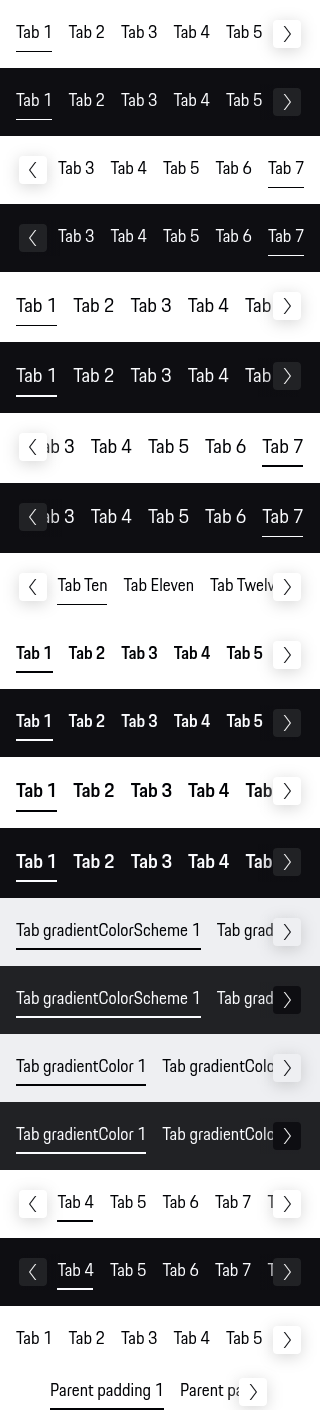 Tab 1 Tab 2 Tab 3 Tab 4 Tab 5
Tab 1 Tab 2 Tab 3 Tab 4 Tab 5
Tab 3 Tab 4 Tab 5 Tab 6 Tab 7
Tab 3 Tab 4 Tab 5 Tab 6 Tab 7
Tab 1 Tab 2 Tab 3 Tab 4 Tab
Tab 1 Tab 2 Tab 3 Tab 4 Tab
ab 3 Tab 4 Tab 5 Tab 6 Tab 7
ab 3 Tab 4 Tab 5 Tab 6 Tab 7
Tab Ten Tab Eleven Tab Twelv
Tab 1 Tab 2 Tab 3 Tab 4 Tab 5
Tab 1 Tab 2 Tab 3 Tab 4 Tab 5
Tab 1 Tab 2 Tab 3 Tab 4 Tab
Tab 1 Tab 2 Tab 3 Tab 4 Tab
Tab gradientColorScheme 1 Tab grad
Tab gradientColorScheme 1 Tab grad
Tab gradientColor 1 Tab gradientColo
Tab gradientColor 1 Tab gradientColo
Tab 4 Tab 5 Tab 6 Tab 7 T
Tab 4 Tab 5 Tab 6 Tab 7 T
Tab 1 Tab 2 Tab 3 Tab 4 Tab 5
Parent padding 1 Parent pa